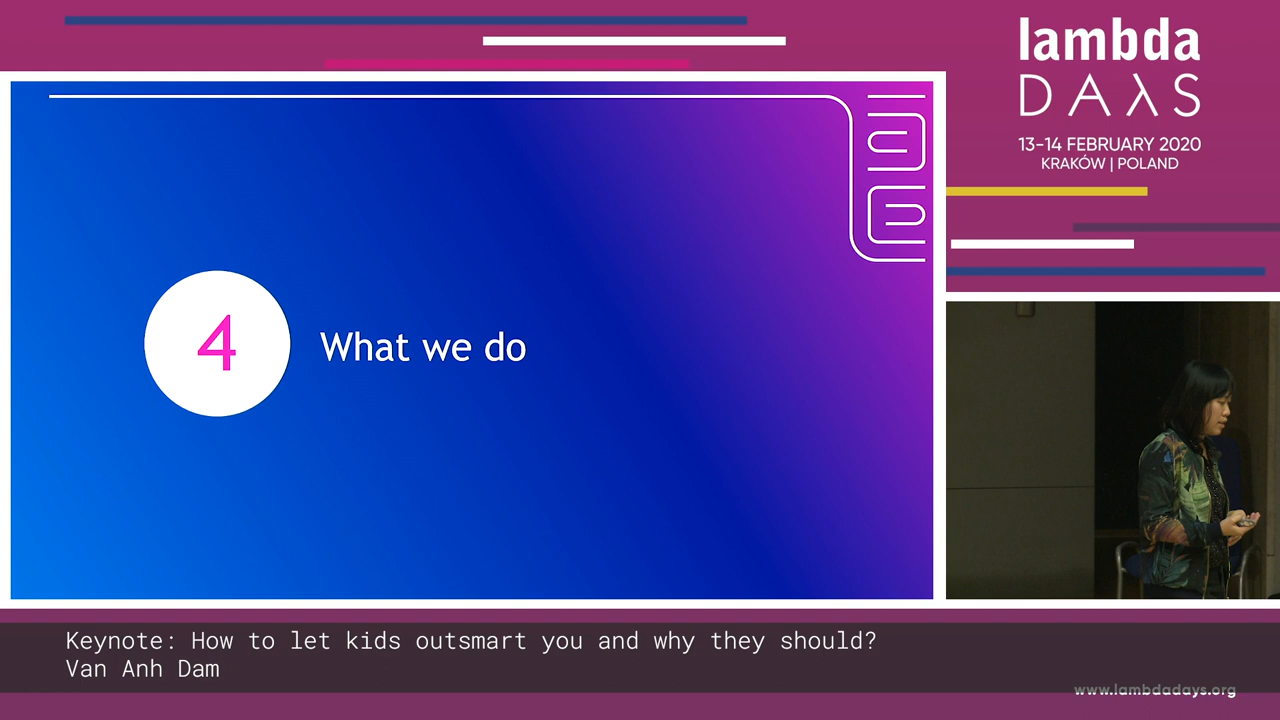 lambda
DAλS
13-14 FEBRUARY 2020
KRAKÓW | POLAND
4
What we do
Keynote: How to let kids outsmart you and why they should?
Van Anh Dam
www.lambdadays.org